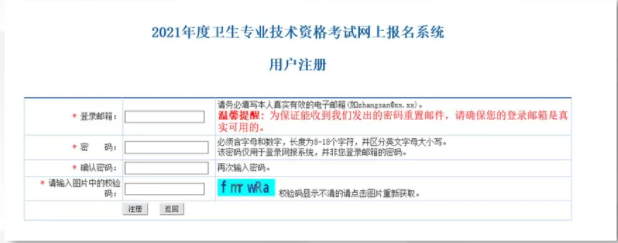 2021年度卫生专业技术资格考试网上报名系统
用户注册
* 登录邮箱：
请务必填写本人真实有效的电子邮箱(如zhangsan@xx.xx)。
温馨提醒：为保证能收到我们发出的密码重置邮件，请确保您的登录邮箱是真
实可用的。
* 密 码：
必须含字母和数字，长度为8-18个字符，并区分英文字母大小写。
该密码仅用于登录网报系统，并非您登录邮箱的密码。
* 确认密码：
再次输入密码。
* 请输入图片中的校验
码：
fmrwRa 校验码显示不清的请点击图片重新获取。
注册 返回